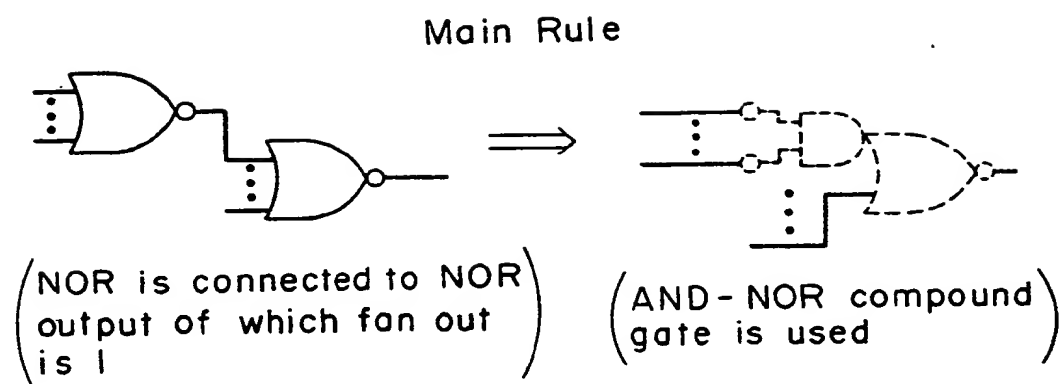 Main Rule
(NOR is connected to NOR
output of which fan out
is 1)
(AND-NOR compound
gate is used)